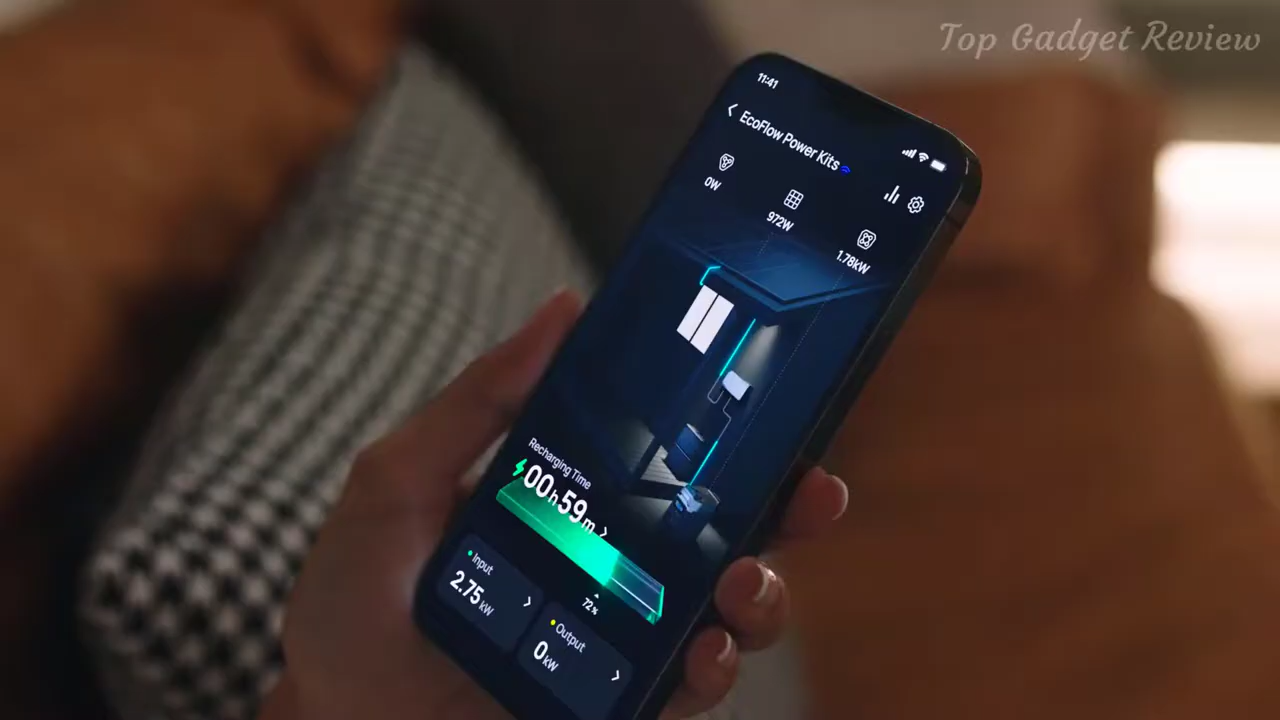 Top Gadget Review
11:41
EcoFlow Power Kits
0W
972W
1.78kW
Recharging Time
00h59m
72%
Input
2.75kW
Output
0kW